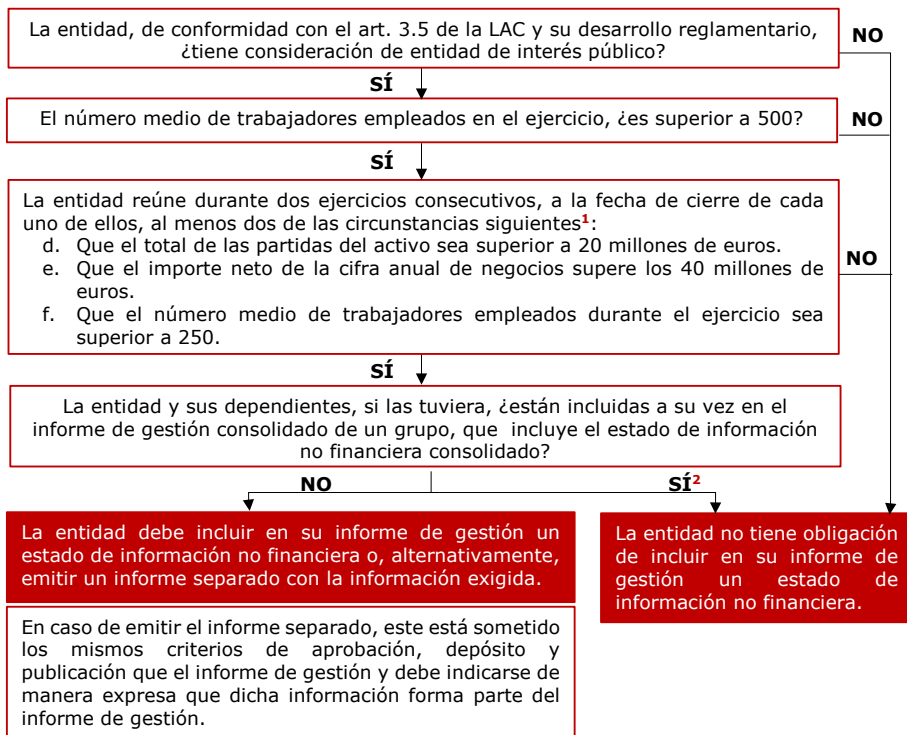 La entidad, de conformidad con el art. 3.5 de la LAC y su desarrollo reglamentario,
¿tiene consideración de entidad de interés público?
NO
SÍ
El número medio de trabajadores empleados en el ejercicio, ¿es superior a 500?
NO
SÍ
La entidad reúne durante dos ejercicios consecutivos, a la fecha de cierre de cada
uno de ellos, al menos dos de las circunstancias siguientes¹:
d. Que el total de las partidas del activo sea superior a 20 millones de euros.
e. Que el importe neto de la cifra anual de negocios supere los 40 millones de
euros.
f. Que el número medio de trabajadores empleados durante el ejercicio sea
superior a 250.
NO
SÍ
La entidad y sus dependientes, si las tuviera, ¿están incluidas a su vez en el
informe de gestión consolidado de un grupo, que incluye el estado de información
no financiera consolidado?
NO
SÍ²
La entidad debe incluir en su informe de gestión un
estado de información no financiera o, alternativamente,
emitir un informe separado con la información exigida.
La entidad no tiene obligación
de incluir en su informe de
gestión un estado de
información no financiera.
En caso de emitir el informe separado, este está sometido
los mismos criterios de aprobación, depósito y
publicación que el informe de gestión y debe indicarse de
manera expresa que dicha información forma parte del
informe de gestión.